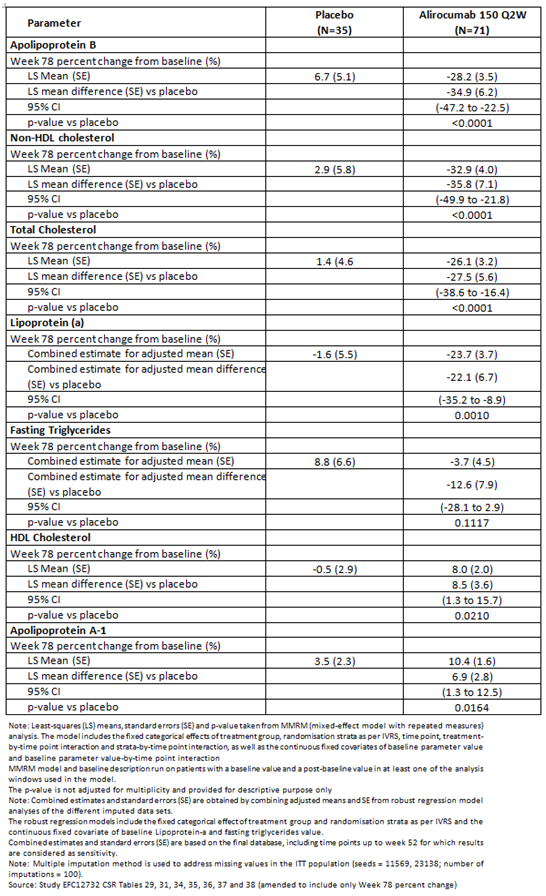 Parameter Placebo (N=35) Alirocumab 150 Q2W (N=71)
Apolipoprotein B
Week 78 percent change from baseline (%)
LS Mean (SE) 6.7 (5.1) -28.2 (3.5)
LS mean difference (SE) vs placebo -34.9 (6.2)
95% CI (-47.2 to -22.5)
p-value vs placebo <0.0001
Non-HDL cholesterol
Week 78 percent change from baseline (%)
LS Mean (SE) 2.9 (5.8) -32.9 (4.0)
LS mean difference (SE) vs placebo -35.8 (7.1)
95% CI (-49.9 to -21.8)
p-value vs placebo <0.0001
Total Cholesterol
Week 78 percent change from baseline (%)
LS Mean (SE) 1.4 (4.6 -26.1 (3.2)
LS mean difference (SE) vs placebo -27.5 (5.6)
95% CI (-38.6 to -16.4)
p-value vs placebo <0.0001
Lipoprotein (a)
Week 78 percent change from baseline (%)
Combined estimate for adjusted mean (SE) -1.6 (5.5) -23.7 (3.7)
Combined estimate for adjusted mean difference
(SE) vs placebo -22.1 (6.7)
95% CI (-35.2 to -8.9)
p-value vs placebo 0.0010
Fasting Triglycerides
Week 78 percent change from baseline (%)
Combined estimate for adjusted mean (SE) 8.8 (6.6) -3.7 (4.5)
Combined estimate for adjusted mean difference
(SE) vs placebo -12.6 (7.9)
95% CI (-28.1 to 2.9)
p-value vs placebo 0.1117
HDL Cholesterol
Week 78 percent change from baseline (%)
LS Mean (SE) -0.5 (2.9) 8.0 (2.0)
LS mean difference (SE) vs placebo 8.5 (3.6)
95% CI (1.3 to 15.7)
p-value vs placebo 0.0210
Apolipoprotein A-1
Week 78 percent change from baseline (%)
LS Mean (SE) 3.5 (2.3) 10.4 (1.6)
LS mean difference (SE) vs placebo 6.9 (2.8)
95% CI (1.3 to 12.5)
p-value vs placebo 0.0164
Note: Least-squares (LS) means, standard errors (SE) and p-value taken from MMRM (mixed-effect model with repeated measures)
analysis. The model includes the fixed categorical effects of treatment group, randomisation strata as per IVRS, time point, treatment-
by-time point interaction and strata-by-time point interaction, as well as the continuous fixed covariates of baseline parameter value
and baseline parameter value-by-time point interaction
MMRM model and baseline description run on patients with a baseline value and a post-baseline value in at least one of the analysis
windows used in the model.
The p-value is not adjusted for multiplicity and provided for descriptive purpose only
Note: Combined estimates and standard errors (SE) are obtained by combining adjusted means and SE from robust regression model
analyses of the different imputed data sets.
The robust regression models include the fixed categorical effect of treatment group and randomisation strata as per IVRS and the
continuous fixed covariate of baseline Lipoprotein-a and fasting triglycerides value.
Combined estimates and standard errors (SE) are based on the final database, including time points up to week 52 for which results
are considered as sensitivity.
Note: Multiple imputation method is used to address missing values in the ITT population (seeds = 11569, 23138; number of
imputations = 100).
Source: Study EFC12732 CSR Tables 29, 31, 34, 35, 36, 37 and 38 (amended to include only Week 78 percent change)